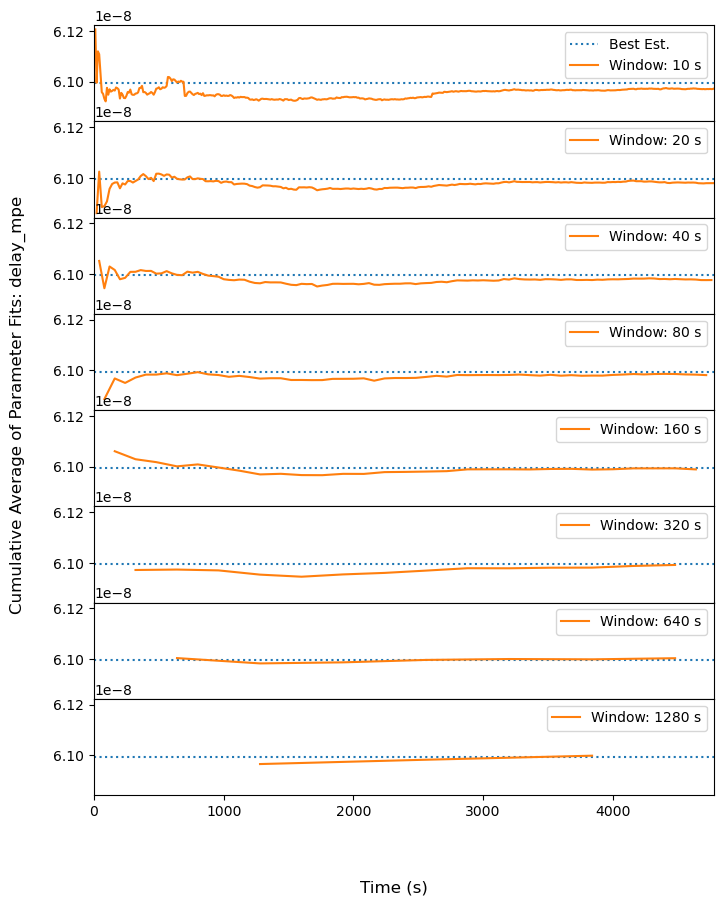 1e−8
6.12
Best Est.
Window: 10 s
6.10
1e−8
6.12
Window: 20 s
6.10
1e−8
6.12
Window: 40 s
6.10
1e−8
6.12
Window: 80 s
6.10
1e−8
6.12
Window: 160 s
6.10
1e−8
6.12
Window: 320 s
6.10
1e−8
6.12
Window: 640 s
6.10
1e−8
6.12
Window: 1280 s
6.10
0 1000 2000 3000 4000
Time (s)
Cumulative Average of Parameter Fits: delay_mpe